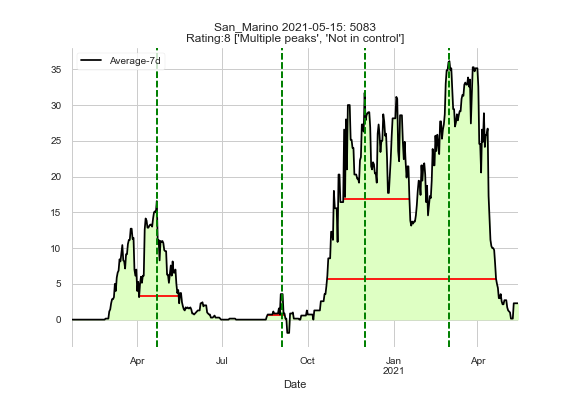 San_Marino 2021-05-15: 5083
Rating:8 ['Multiple peaks', 'Not in control']
Average-7d
35
30
25
20
15
10
5
0
Apr
Jul
Oct
Jan
2021
Apr
Date